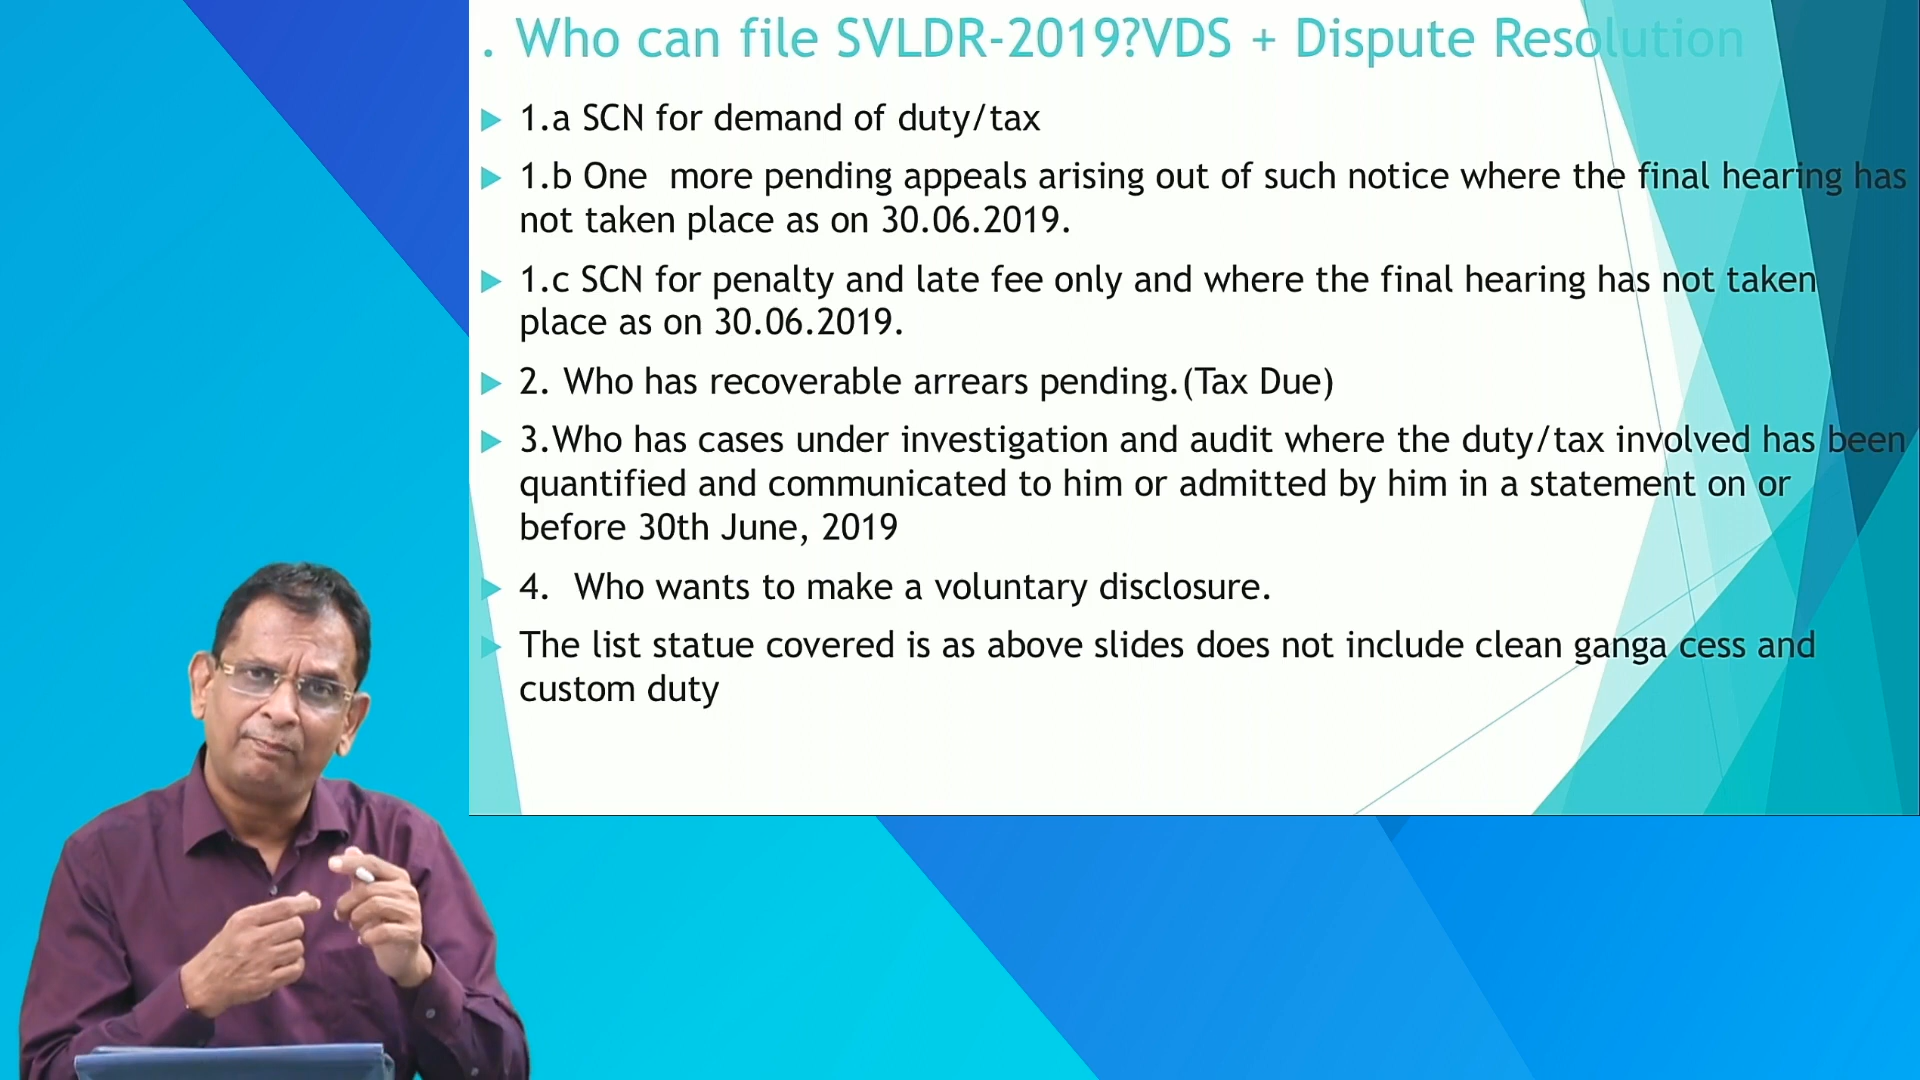 . Who can file SVLDR-2019?VDS + Dispute Resolution
1.a SCN for demand of duty/tax
1.b One more pending appeals arising out of such notice where the final hearing has
not taken place as on 30.06.2019.
1.c SCN for penalty and late fee only and where the final hearing has not taken
place as on 30.06.2019.
2. Who has recoverable arrears pending.(Tax Due)
3.Who has cases under investigation and audit where the duty/tax involved has been
quantified and communicated to him or admitted by him in a statement on or
before 30th June, 2019
4. Who wants to make a voluntary disclosure.
The list statue covered is as above slides does not include clean ganga cess and
custom duty